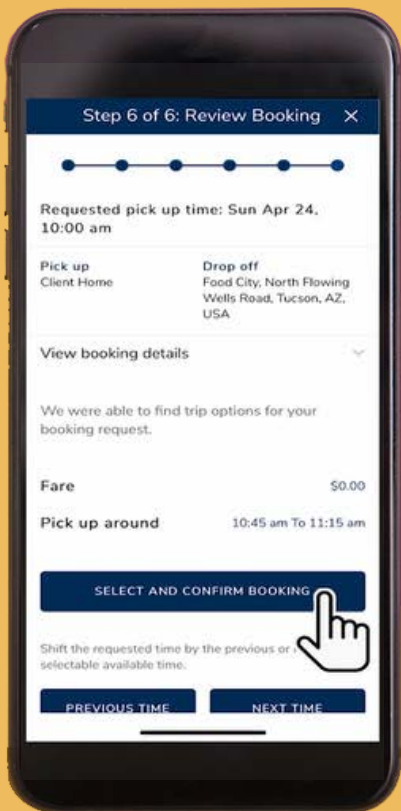 Step 6 of 6: Review Booking ×
Requested pick up time: Sun Apr 24,
10:00 am
Pick up
Client Home
Drop off
Food City, North Flowing
Wells Road, Tucson, AZ,
USA
View booking details
We were able to find trip options for your
booking request.
Fare $0.00
Pick up around 10:45 am To 11:15 am
SELECT AND CONFIRM BOOKING
Shift the requested time by the previous or
selectable available time.
PREVIOUS TIME NEXT TIME